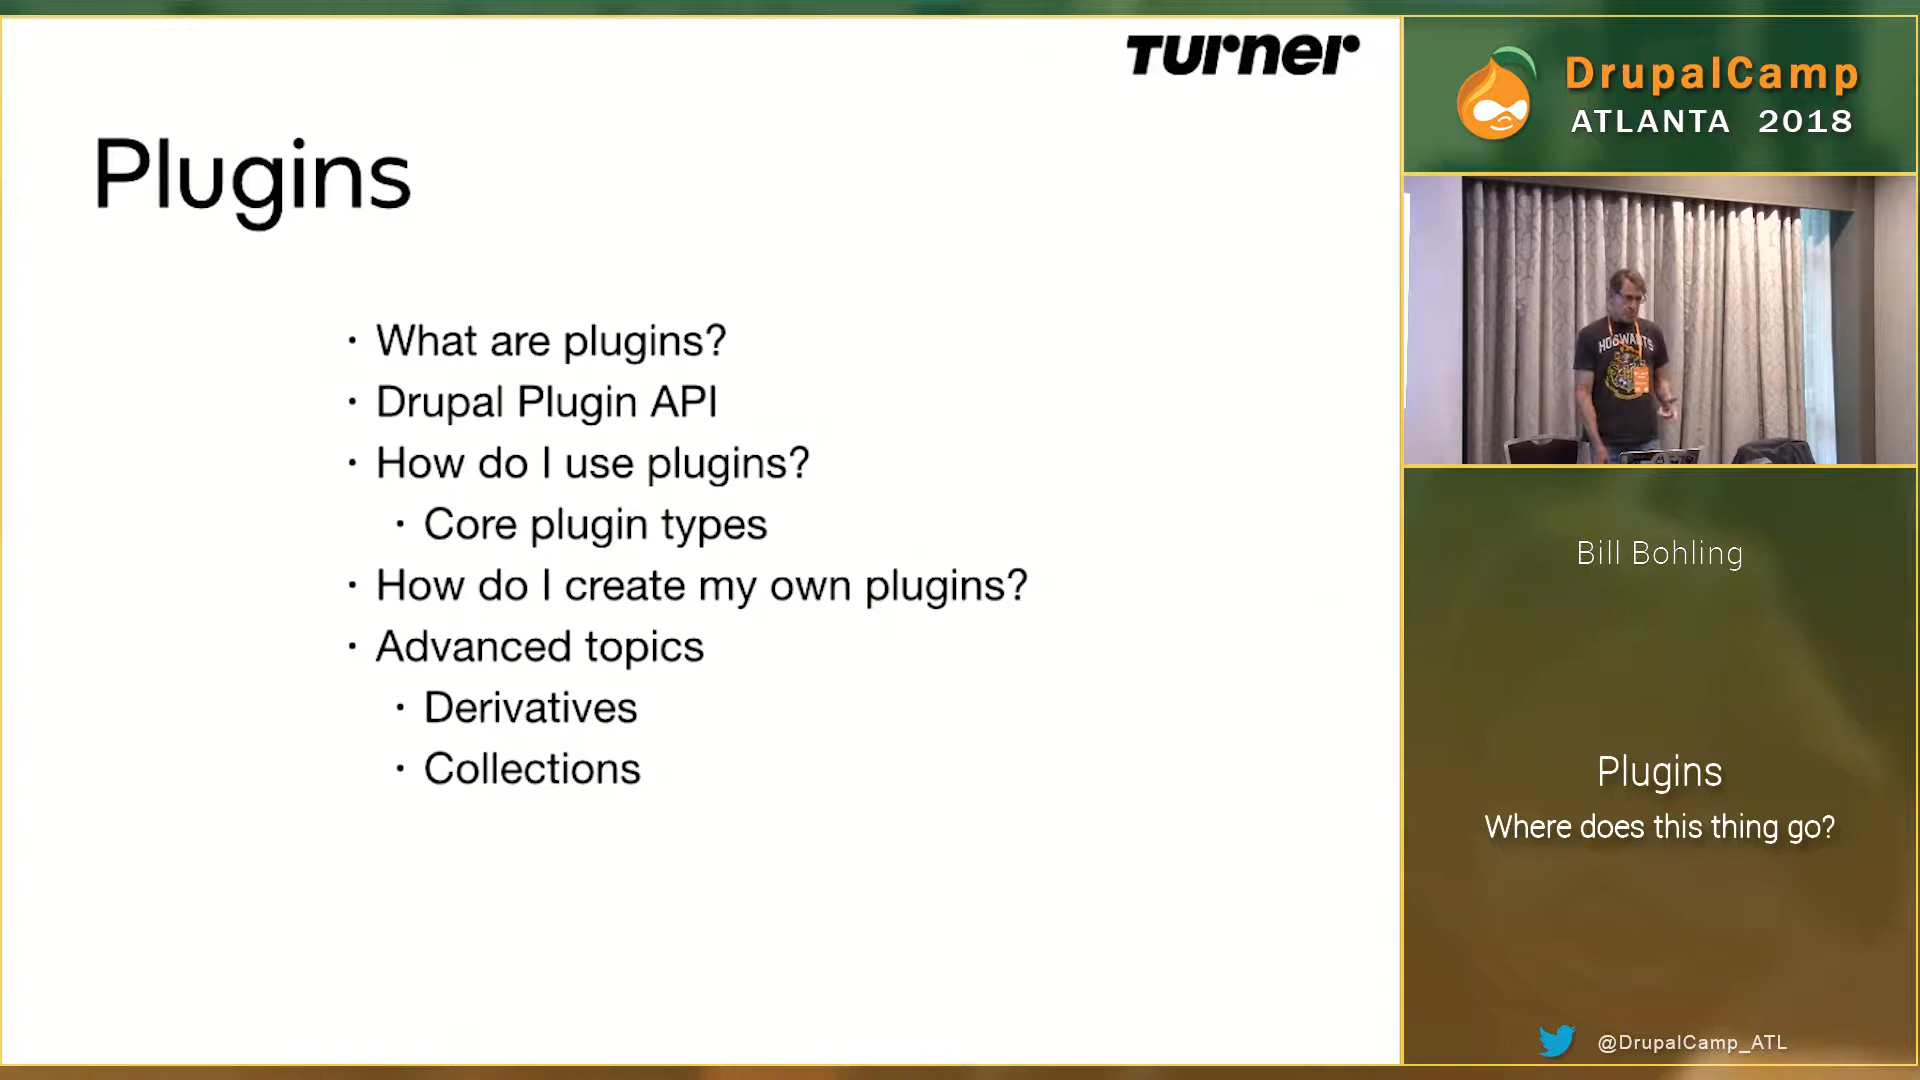 Turner
Plugins
· What are plugins?
· Drupal Plugin API
· How do I use plugins?
· Core plugin types
· How do I create my own plugins?
· Advanced topics
· Derivatives
· Collections
DrupalCamp
ATLANTA 2018
HOGWARTS
Bill Bohling
Plugins
Where does this thing go?
@DrupalCamp_ATL